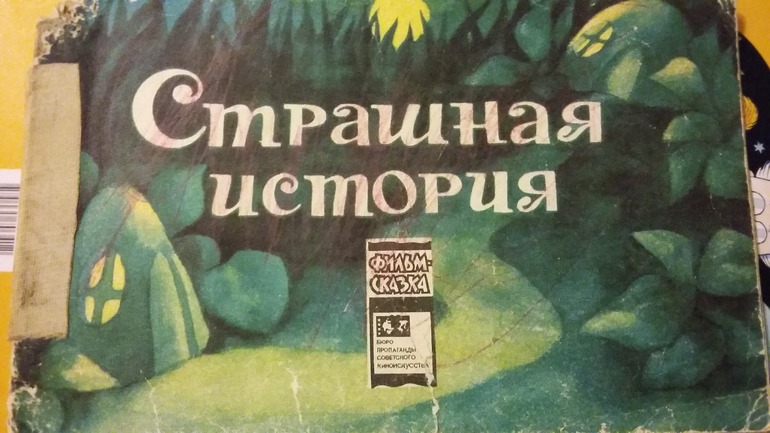 Страшная
история
ФИЛЬМ-
СКАЗКА
БЮРО
ПРОПАГАНДЫ
СОВЕТСКОГО
КИНОИСКУССТВА